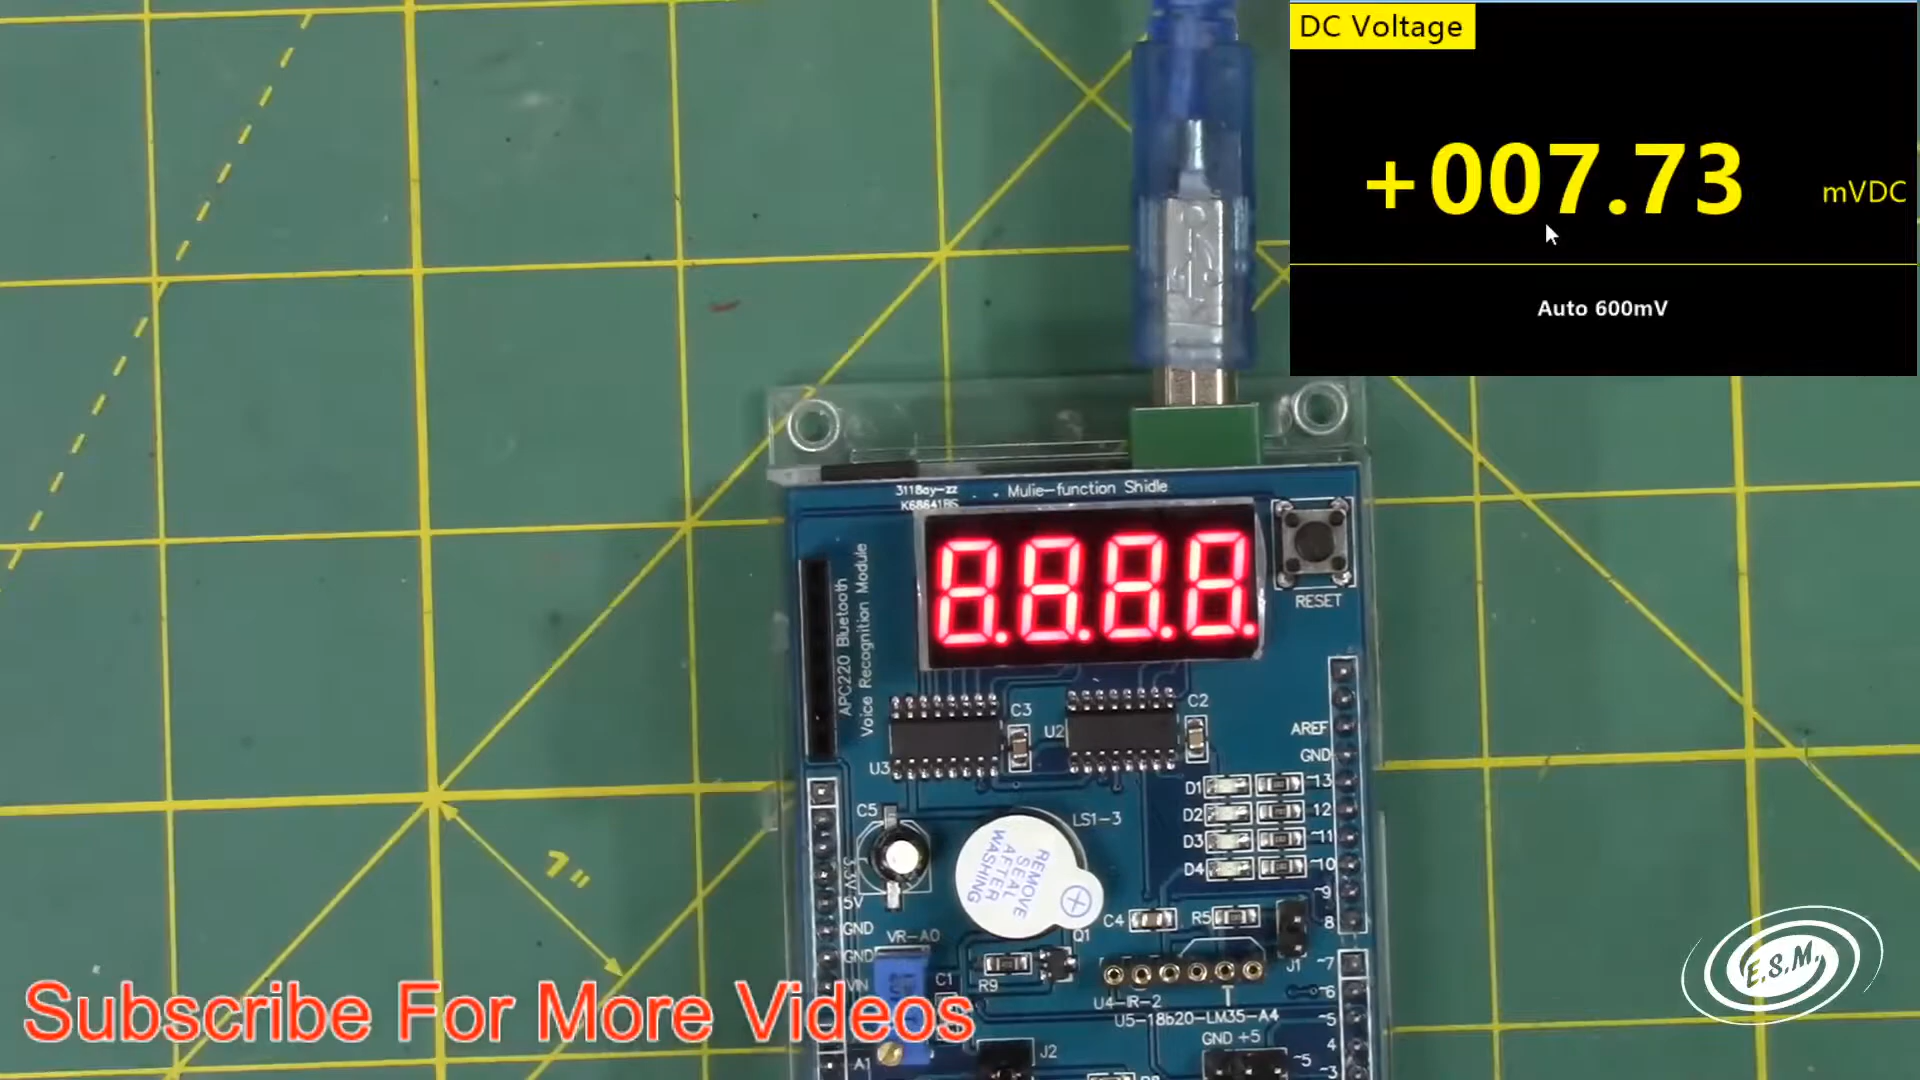 DC Voltage
+007.73 mVDC
Auto 600mV
3118ay-zz
Mulie-function Shidle
K68641BS
8.8.8.8.
RESET
APC220 Bluetooth
Voice Recognition Module
C3
C2
U2
U3
AREF
GND
D1
13
D2
12
D3
~11
D4
~10
~9
8
C5
LS1-3
REMOVE
SEAL
AFTER
WASHING
+
3.3V
5V
GND
GND
VIN
VR-A0
Q1
C4
R5
J1
R9
C1
U4-IR-2
U5-18b20-LM35-A4
GND +5
~7
~6
~5
4
~3
~5
J2
A1
1"
E.S.M.
Subscribe For More Videos